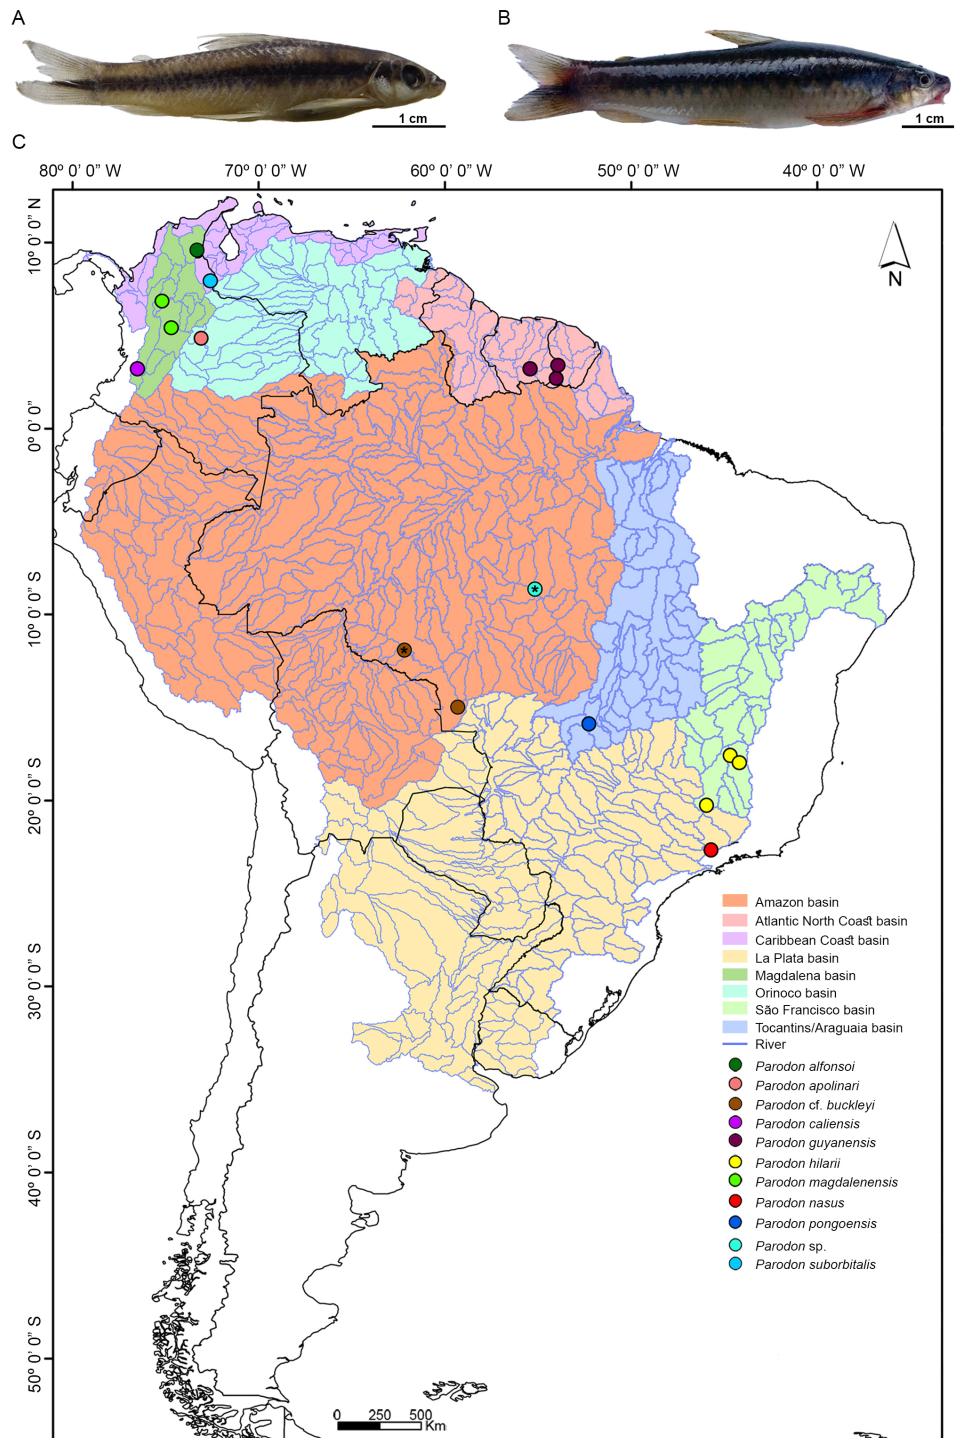 A
B
1 cm
1 cm
C
80º 0' 0" W
70º 0' 0" W
60º 0' 0" W
50º 0' 0" W
40º 0' 0" W
10º 0' 0" N
0º 0' 0"
10º 0' 0" S
20º 0' 0" S
30º 0' 0" S
40º 0' 0" S
50º 0' 0" S
N
*
*
Amazon basin
Atlantic North Coast basin
Caribbean Coast basin
La Plata basin
Magdalena basin
Orinoco basin
São Francisco basin
Tocantins/Araguaia basin
River
Parodon alfonsoi
Parodon apolinari
Parodon cf. buckleyi
Parodon caliensis
Parodon guyanensis
Parodon hilarii
Parodon magdalenensis
Parodon nasus
Parodon pongoensis
Parodon sp.
Parodon suborbitalis
0 250 500
Km